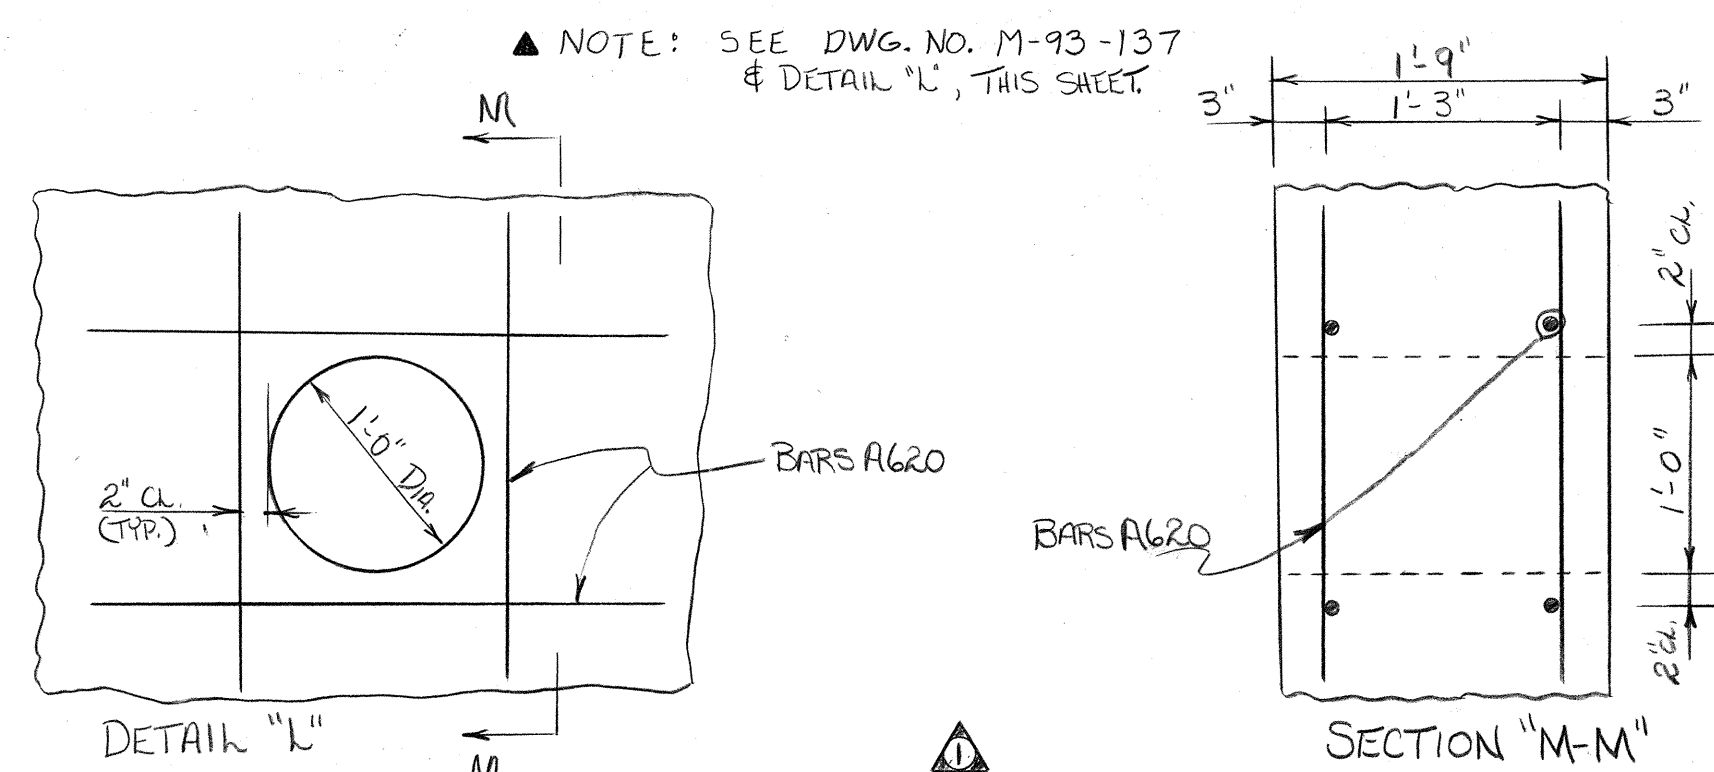 ▲ NOTE: SEE DWG. NO. M-93-137
& DETAIL "L", THIS SHEET.
M
1'-0" DIA.
2" CL.
(TYP.)
BARS A620
DETAIL "L"
M
1
1'-9"
3" 1'-3" 3"
2" CL.
1'-0"
2" CL.
BARS A620
SECTION "M-M"